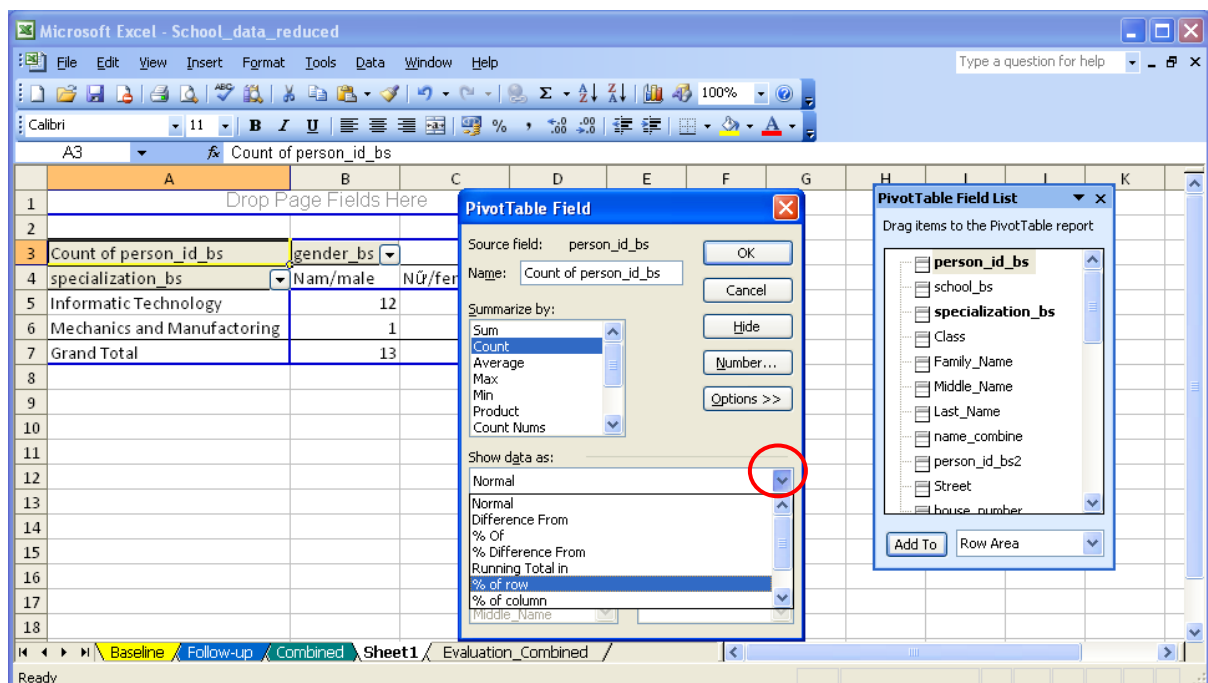 Microsoft Excel - School_data_reduced
File Edit View Insert Format Tools Data Window Help Type a question for help
100%
Calibri 11 B I U % , A
A3 fx Count of person_id_bs
A B C D E F G H I J K
1 Drop Page Fields Here
2
3 Count of person_id_bs gender_bs
4 specialization_bs Nam/male Nữ/fer
5 Informatic Technology 12
6 Mechanics and Manufactoring 1
7 Grand Total 13
8
9
10
11
12
13
14
15
16
17
18
PivotTable Field
Source field: person_id_bs
Name: Count of person_id_bs
Summarize by:
Sum
Count
Average
Max
Min
Product
Count Nums
OK
Cancel
Hide
Number...
Options >>
Show data as:
Normal
Normal
Difference From
% Of
% Difference From
Running Total in
% of row
% of column
Middle_Name
PivotTable Field List
Drag items to the PivotTable report
person_id_bs
school_bs
specialization_bs
Class
Family_Name
Middle_Name
Last_Name
name_combine
person_id_bs2
Street
house_number
Add To Row Area
Baseline Follow-up Combined Sheet1 Evaluation_Combined
Ready